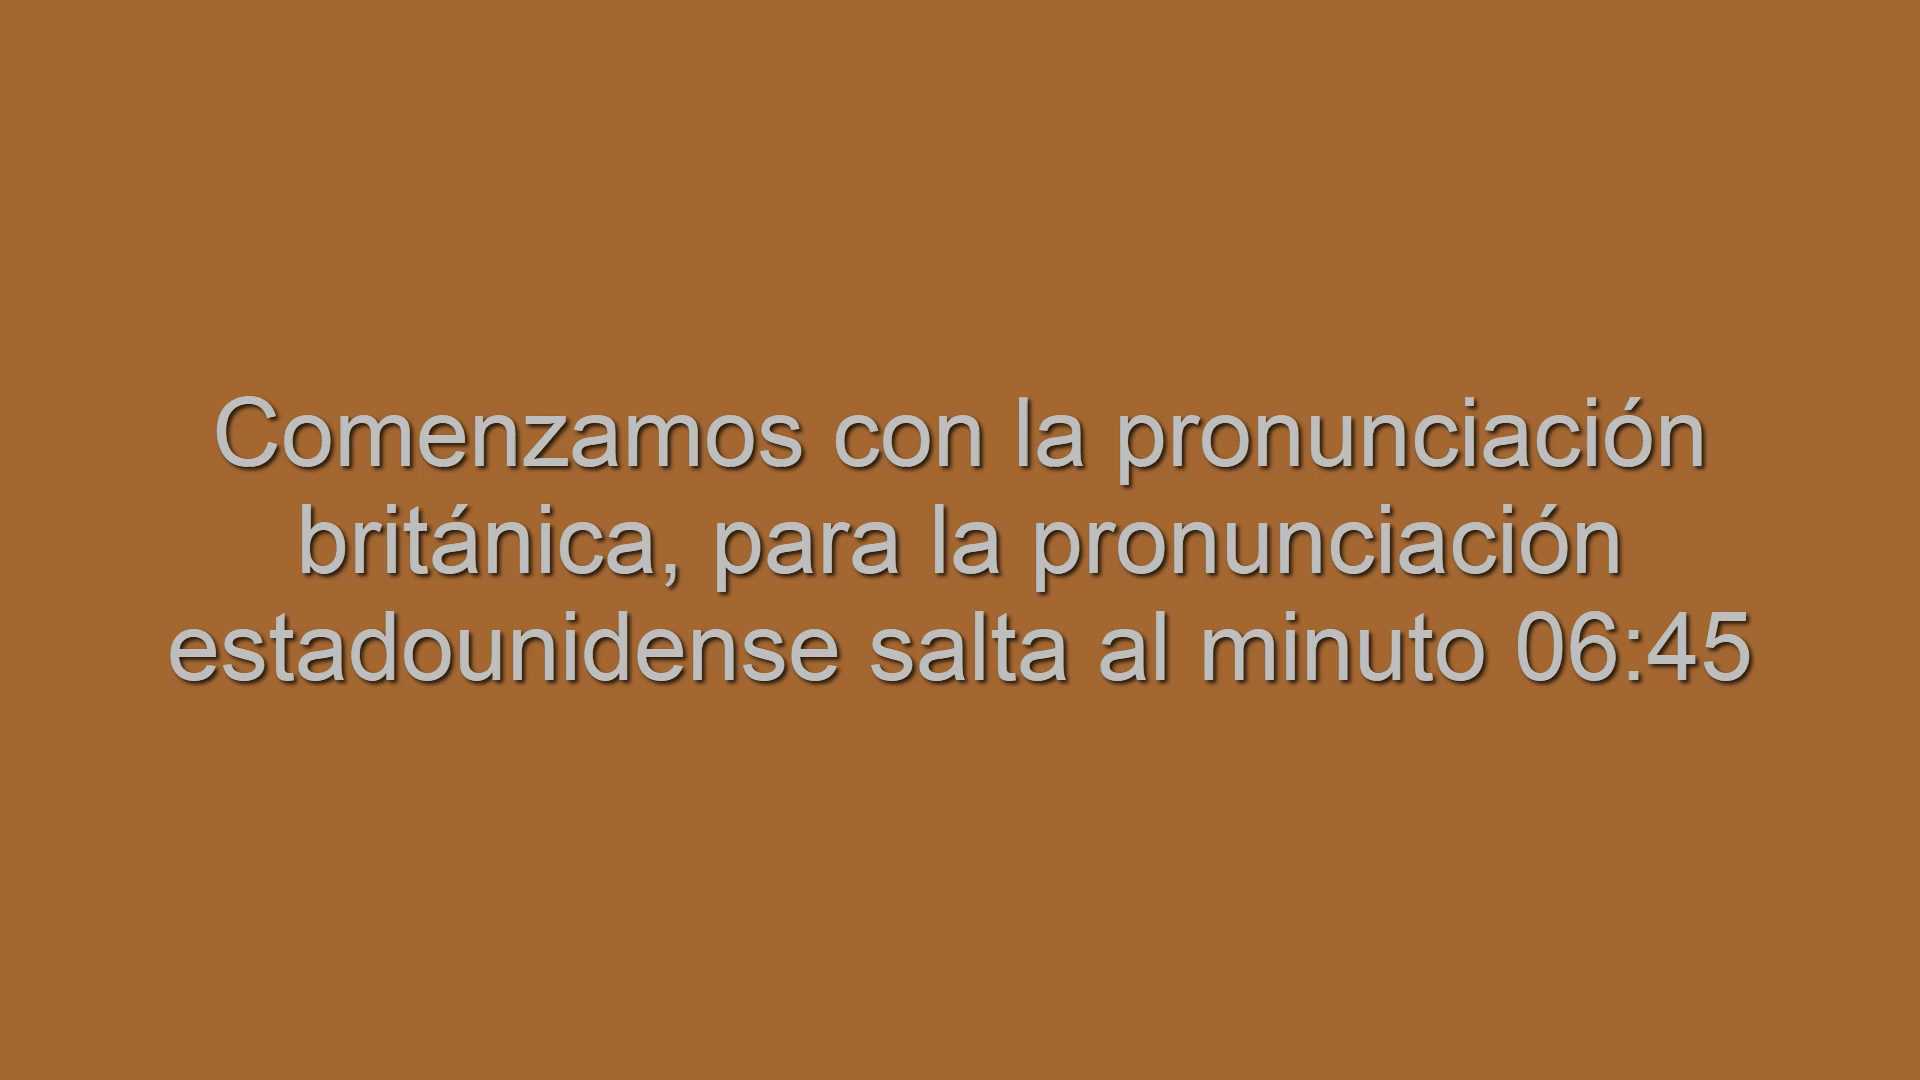 Comenzamos con la pronunciación
británica, para la pronunciación
estadounidense salta al minuto 06:45